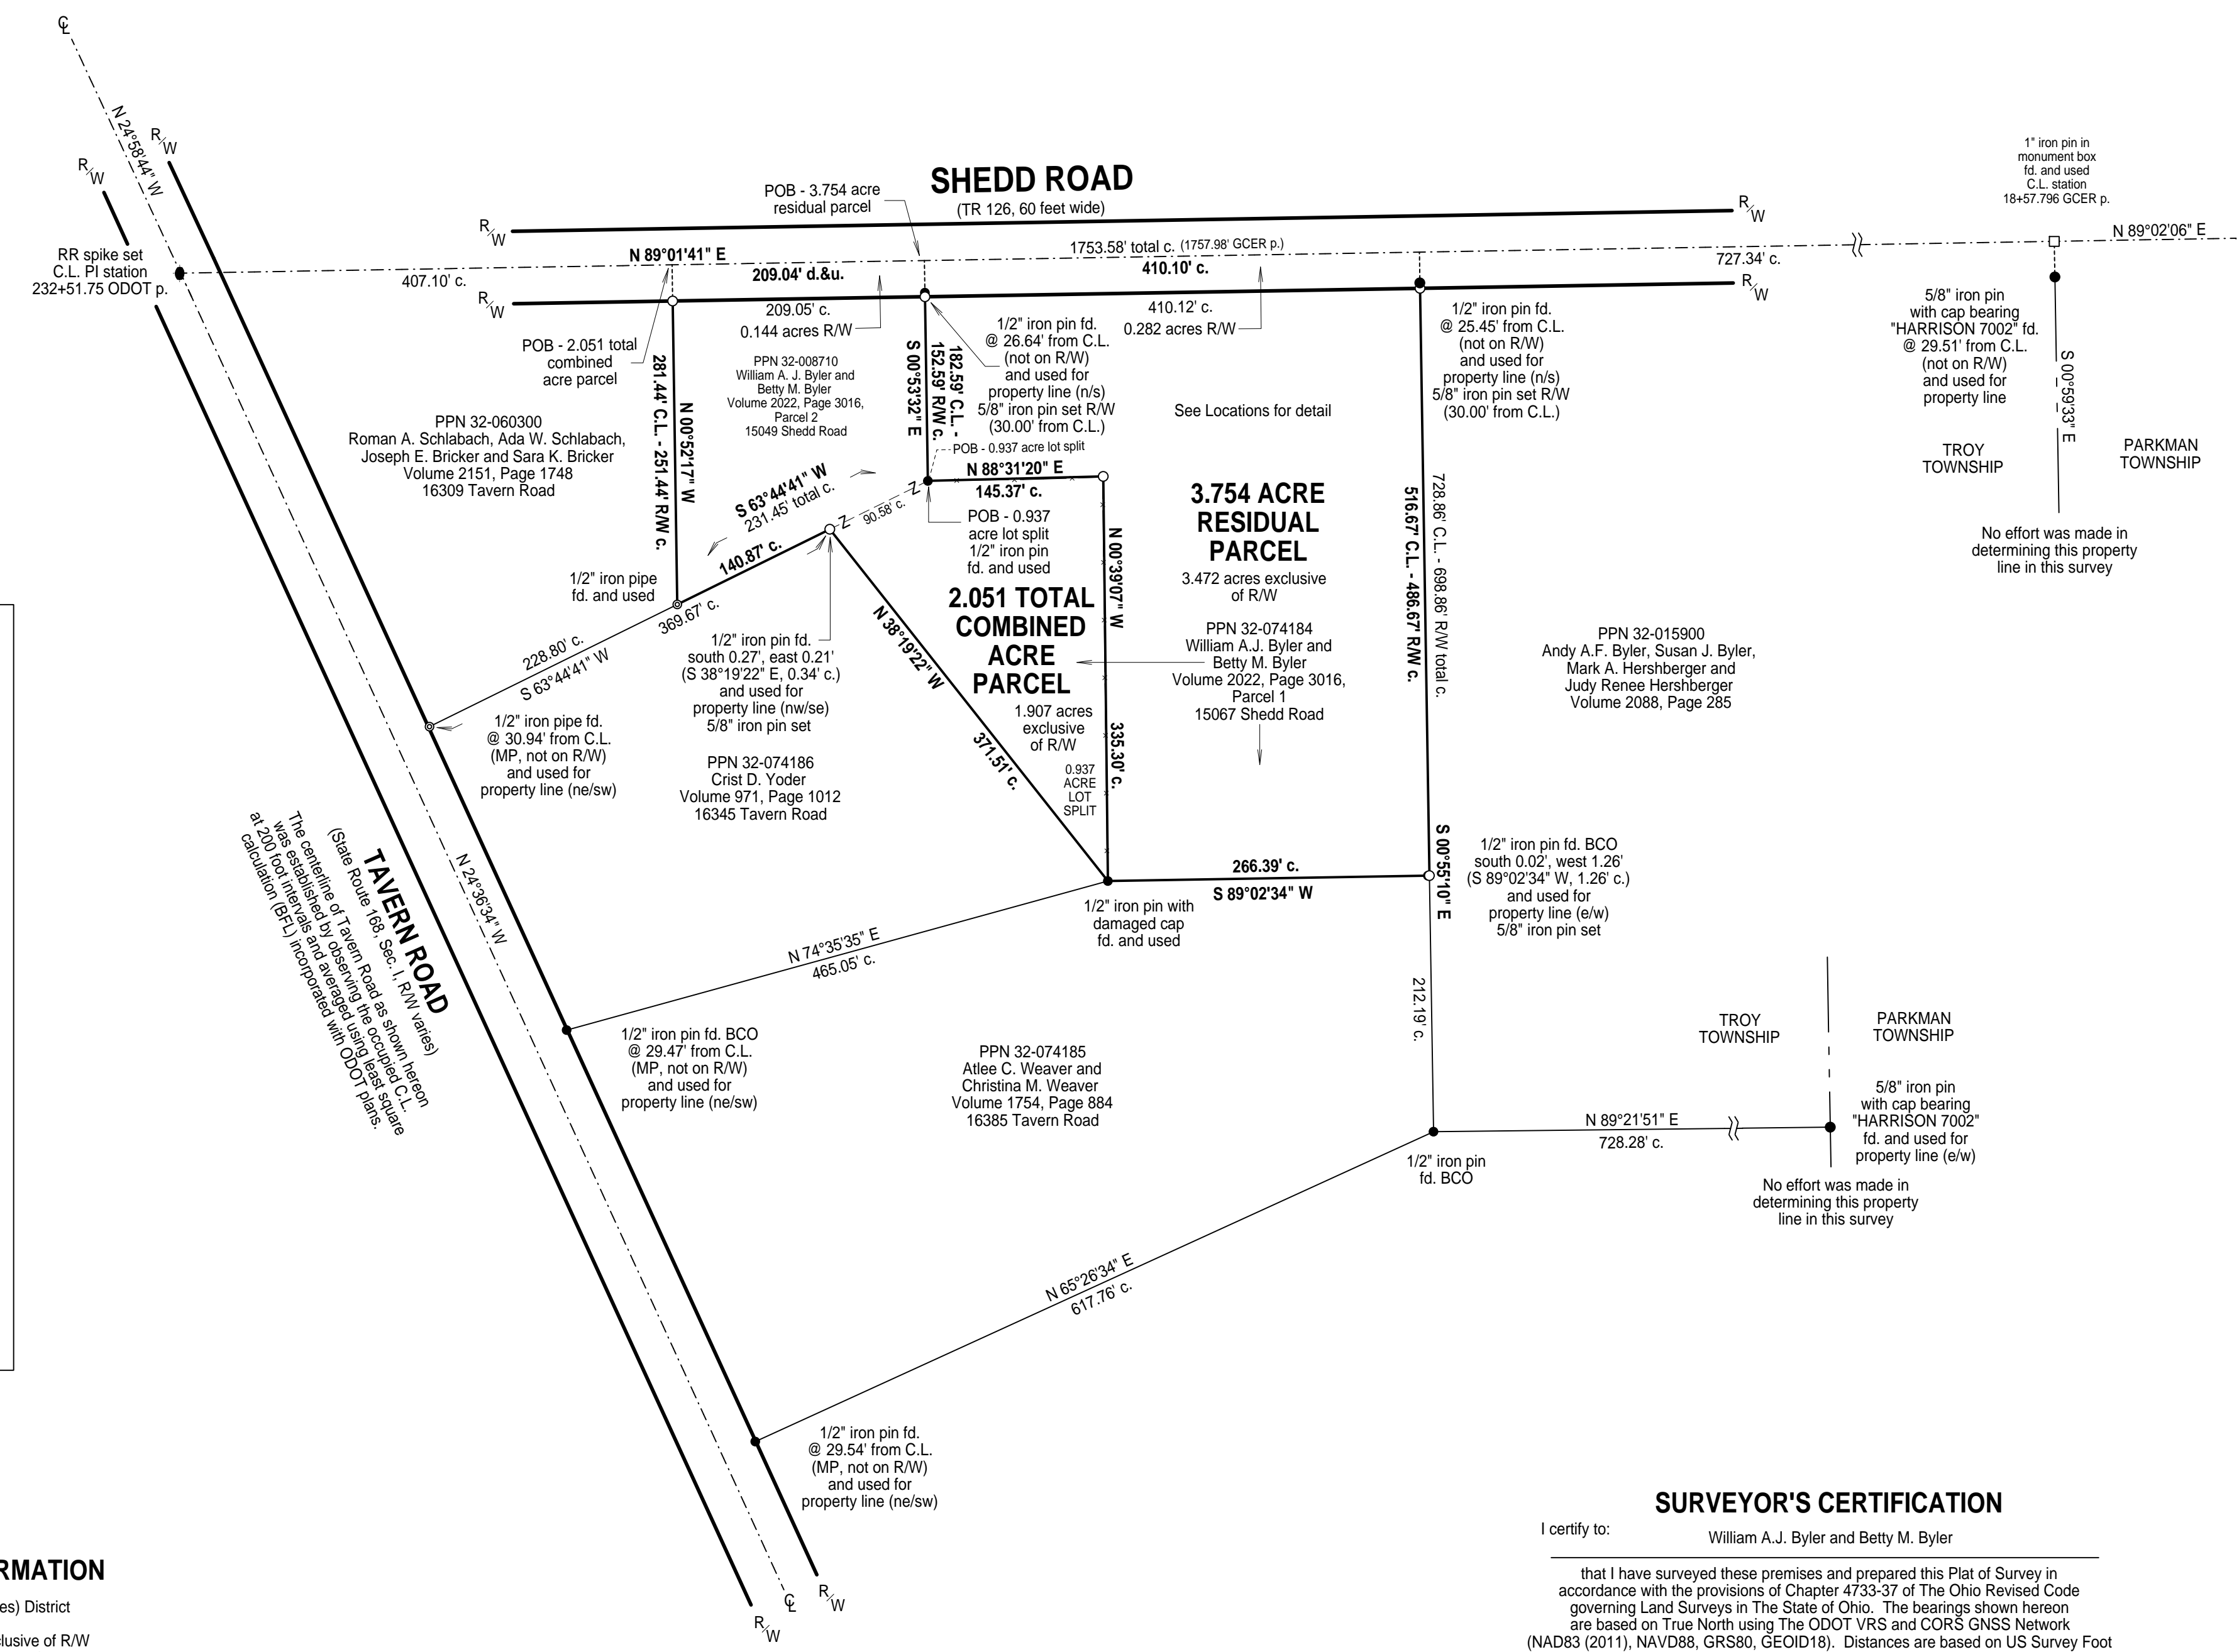 ℄
N 24°58'44" W
R/W
R/W
RR spike set
C.L. PI station
232+51.75 ODOT p.
407.10' c.
SHEDD ROAD
(TR 126, 60 feet wide)
POB - 3.754 acre
residual parcel
R/W
R/W
N 89°01'41" E
209.04' d.&u.
1753.58' total c. (1757.98' GCER p.)
410.10' c.
727.34' c.
N 89°02'06" E
1" iron pin in
monument box
fd. and used
C.L. station
18+57.796 GCER p.
R/W
R/W
209.05' c.
0.144 acres R/W
410.12' c.
0.282 acres R/W
POB - 2.051 total
combined
acre parcel
281.44' C.L. - 251.44' R/W c.
N 00°52'17" W
PPN 32-008710
William A. J. Byler and
Betty M. Byler
Volume 2022, Page 3016,
Parcel 2
15049 Shedd Road
S 00°53'32" E
152.59' R/W c.
182.59' C.L. -
1/2" iron pin fd.
@ 26.64' from C.L.
(not on R/W)
and used for
property line (n/s)
5/8" iron pin set R/W
(30.00' from C.L.)
See Locations for detail
1/2" iron pin fd.
@ 25.45' from C.L.
(not on R/W)
and used for
property line (n/s)
5/8" iron pin set R/W
(30.00' from C.L.)
5/8" iron pin
with cap bearing
"HARRISON 7002" fd.
@ 29.51' from C.L.
(not on R/W)
and used for
property line
S 00°59'33" E
TROY
TOWNSHIP
PARKMAN
TOWNSHIP
No effort was made in
determining this property
line in this survey
PPN 32-060300
Roman A. Schlabach, Ada W. Schlabach,
Joseph E. Bricker and Sara K. Bricker
Volume 2151, Page 1748
16309 Tavern Road
POB - 0.937 acre lot split
N 88°31'20" E
145.37' c.
S 63°44'41" W
231.45' total c.
Z
90.58' c.
Z
140.87' c.
POB - 0.937
acre lot split
1/2" iron pin
fd. and used
N 00°39'07" W
335.30' c.
3.754 ACRE
RESIDUAL
PARCEL
3.472 acres exclusive
of R/W
PPN 32-074184
William A.J. Byler and
Betty M. Byler
Volume 2022, Page 3016,
Parcel 1
15067 Shedd Road
516.67' C.L. - 486.67' R/W c.
728.86' C.L. - 698.86' R/W total c.
S 00°55'10" E
1/2" iron pipe
fd. and used
369.67' c.
228.80' c.
S 63°44'41" W
1/2" iron pin fd.
south 0.27', east 0.21'
(S 38°19'22" E, 0.34' c.)
and used for
property line (nw/se)
5/8" iron pin set
N 38°19'22" W
371.51' c.
2.051 TOTAL
COMBINED
ACRE
PARCEL
1.907 acres
exclusive
of R/W
0.937
ACRE
LOT
SPLIT
PPN 32-015900
Andy A.F. Byler, Susan J. Byler,
Mark A. Hershberger and
Judy Renee Hershberger
Volume 2088, Page 285
1/2" iron pipe fd.
@ 30.94' from C.L.
(MP, not on R/W)
and used for
property line (ne/sw)
PPN 32-074186
Crist D. Yoder
Volume 971, Page 1012
16345 Tavern Road
266.39' c.
S 89°02'34" W
1/2" iron pin fd. BCO
south 0.02', west 1.26'
(S 89°02'34" W, 1.26' c.)
and used for
property line (e/w)
5/8" iron pin set
1/2" iron pin with
damaged cap
fd. and used
TAVERN ROAD
(State Route 168, Sec. I, R/W varies)
The centerline of Tavern Road as shown hereon
was established by observing the occupied C.L.
at 200 foot intervals and averaged using least square
calculation (BFL) incorporated with ODOT plans.
N 24°36'34" W
N 74°35'35" E
465.05' c.
212.19' c.
1/2" iron pin fd. BCO
@ 29.47' from C.L.
(MP, not on R/W)
and used for
property line (ne/sw)
PPN 32-074185
Atlee C. Weaver and
Christina M. Weaver
Volume 1754, Page 884
16385 Tavern Road
TROY
TOWNSHIP
PARKMAN
TOWNSHIP
5/8" iron pin
with cap bearing
"HARRISON 7002"
fd. and used for
property line (e/w)
N 89°21'51" E
728.28' c.
1/2" iron pin
fd. BCO
No effort was made in
determining this property
line in this survey
N 65°26'34" E
617.76' c.
1/2" iron pin fd.
@ 29.54' from C.L.
(MP, not on R/W)
and used for
property line (ne/sw)
R/W
℄
R/W
RMATION
es) District
clusive of R/W
SURVEYOR'S CERTIFICATION
I certify to:
William A.J. Byler and Betty M. Byler
that I have surveyed these premises and prepared this Plat of Survey in
accordance with the provisions of Chapter 4733-37 of The Ohio Revised Code
governing Land Surveys in The State of Ohio. The bearings shown hereon
are based on True North using The ODOT VRS and CORS GNSS Network
(NAD83 (2011), NAVD88, GRS80, GEOID18). Distances are based on US Survey Foot